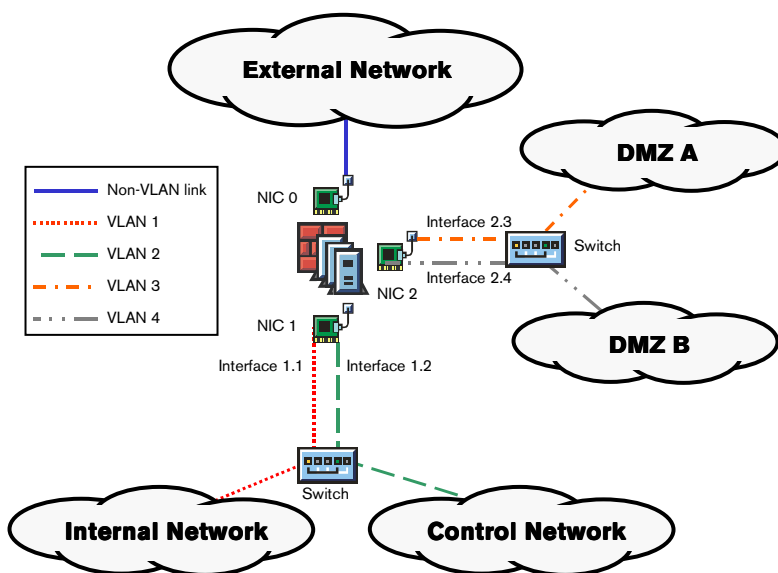 External Network
DMZ A
Non-VLAN link
VLAN 1
VLAN 2
VLAN 3
VLAN 4
NIC 0
Interface 2.3
Switch
Interface 2.4
NIC 2
NIC 1
DMZ B
Interface 1.1
Interface 1.2
Switch
Internal Network
Control Network